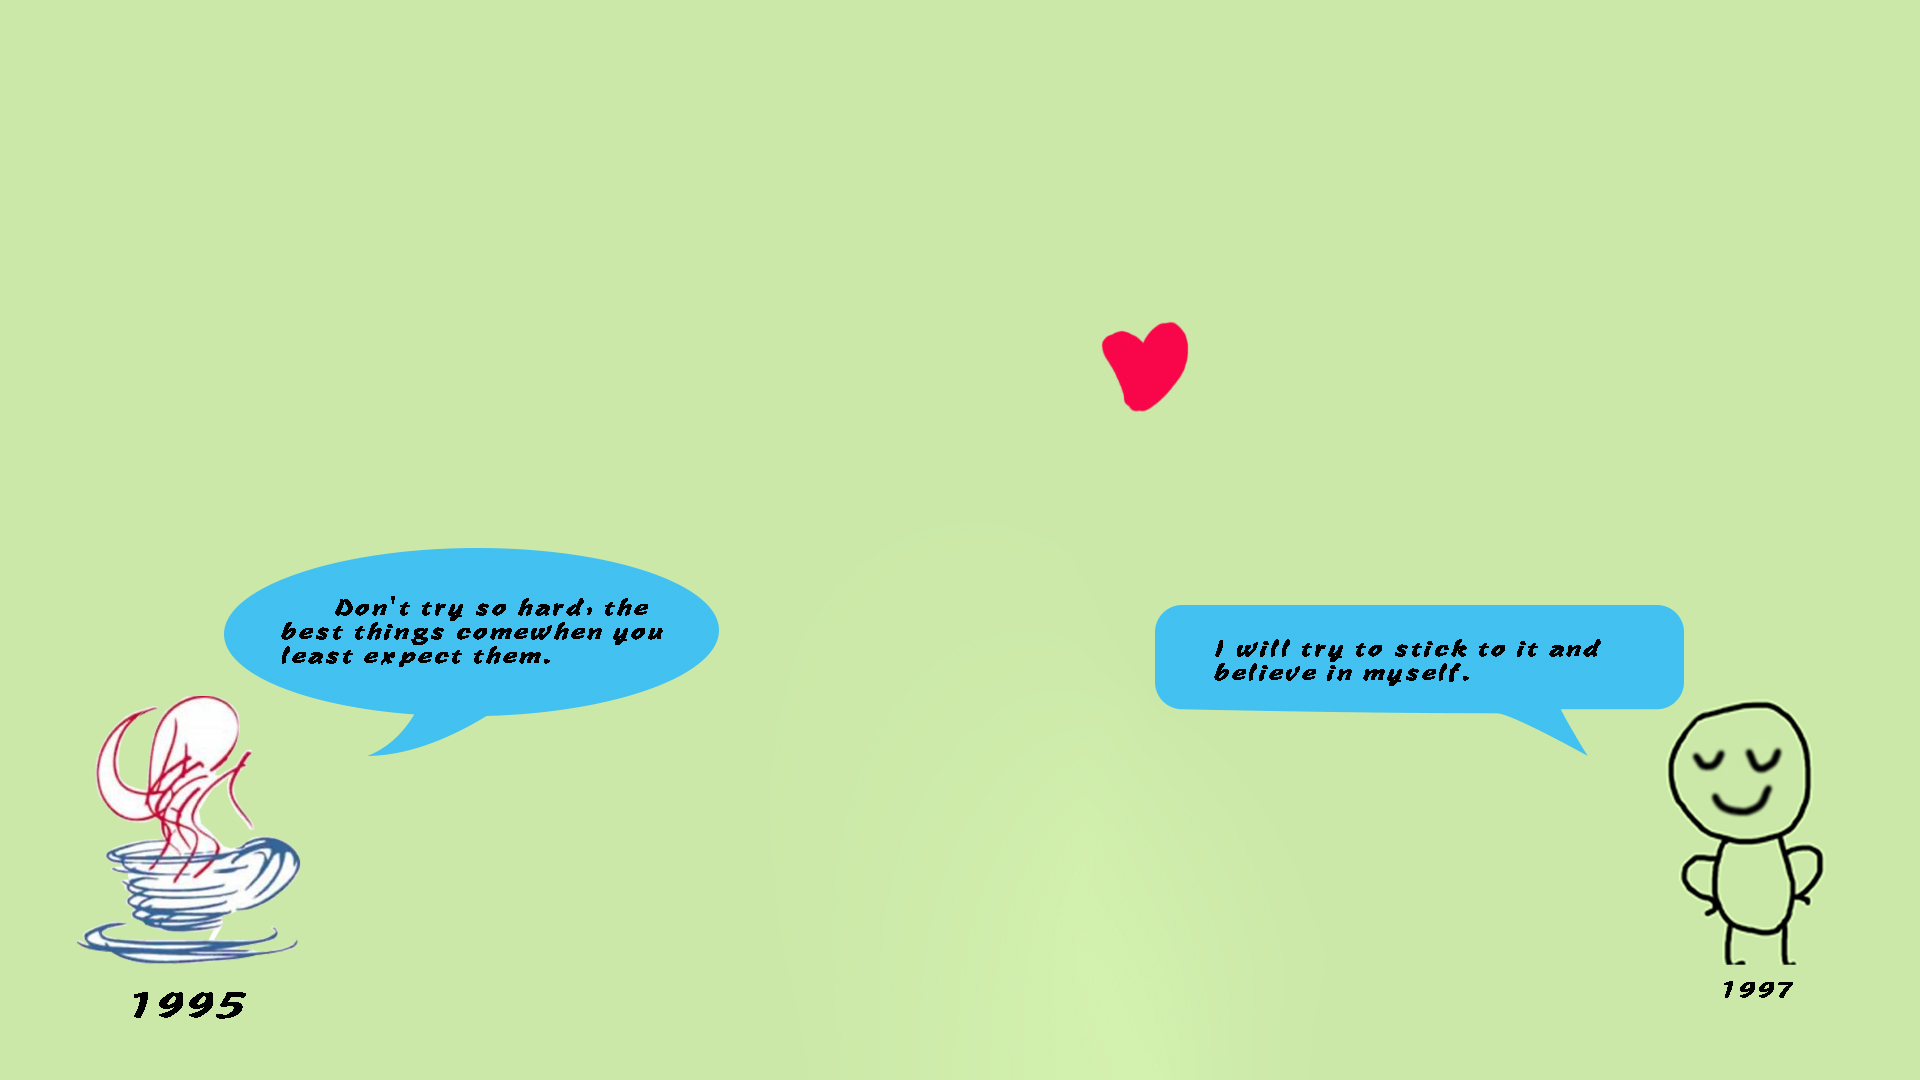 Don't try so hard, the
best things comewhen you
least expect them.
I will try to stick to it and
believe in myself.
1995
1997